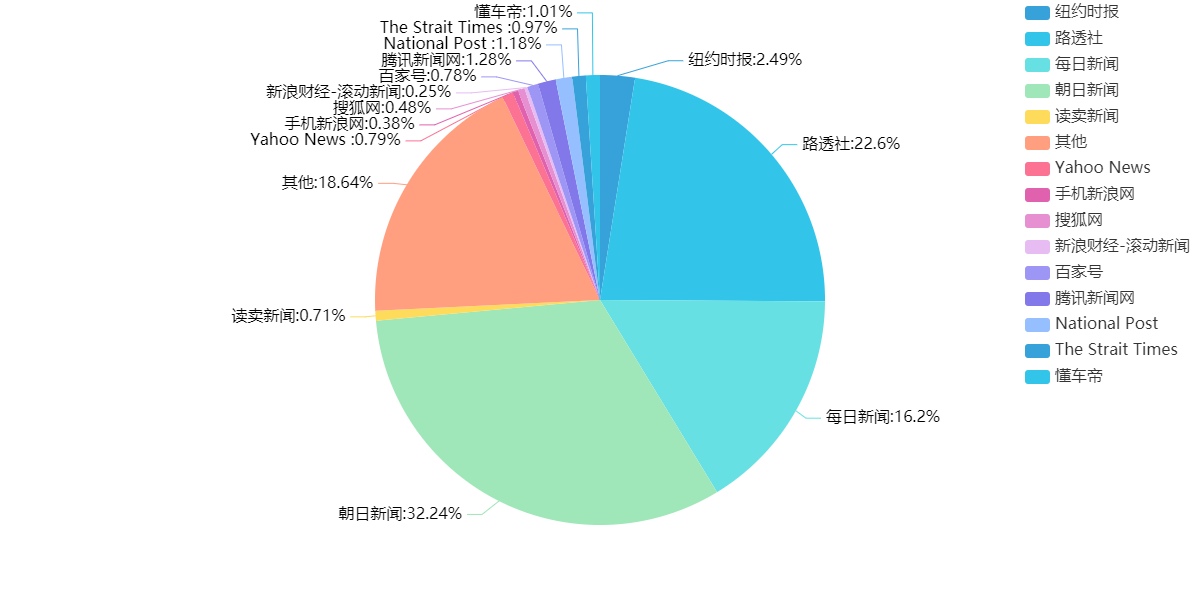 懂车帝:1.01%
The Strait Times :0.97%
National Post :1.18%
腾讯新闻网:1.28%
百家号:0.78%
新浪财经-滚动新闻:0.25%
搜狐网:0.48%
手机新浪网:0.38%
Yahoo News :0.79%
其他:18.64%
读卖新闻:0.71%
朝日新闻:32.24%
纽约时报:2.49%
路透社:22.6%
每日新闻:16.2%
纽约时报
路透社
每日新闻
朝日新闻
读卖新闻
其他
Yahoo News
手机新浪网
搜狐网
新浪财经-滚动新闻
百家号
腾讯新闻网
National Post
The Strait Times
懂车帝